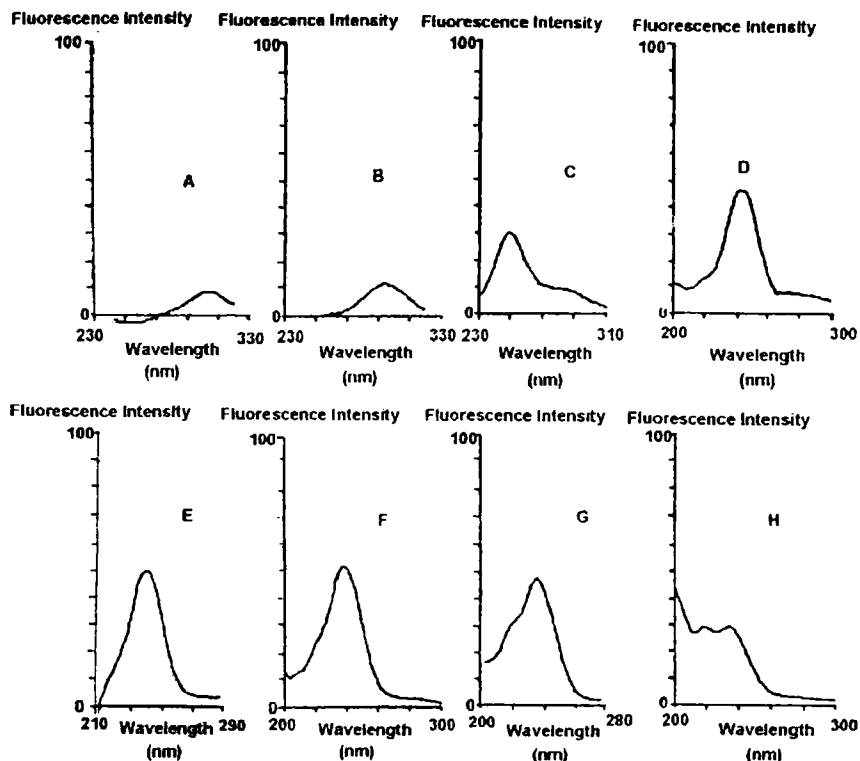 Fluorescence Intensity
100
A
0
230
330
Wavelength
(nm)
Fluorescence Intensity
100
B
0
230
330
Wavelength
(nm)
Fluorescence Intensity
100
C
0
230
310
Wavelength
(nm)
Fluorescence Intensity
100
D
0
200
300
Wavelength
(nm)
Fluorescence Intensity
100
E
0
210
290
Wavelength
(nm)
Fluorescence Intensity
100
F
0
200
300
Wavelength
(nm)
Fluorescence Intensity
100
G
0
200
280
Wavelength
(nm)
Fluorescence Intensity
100
H
0
200
300
Wavelength
(nm)